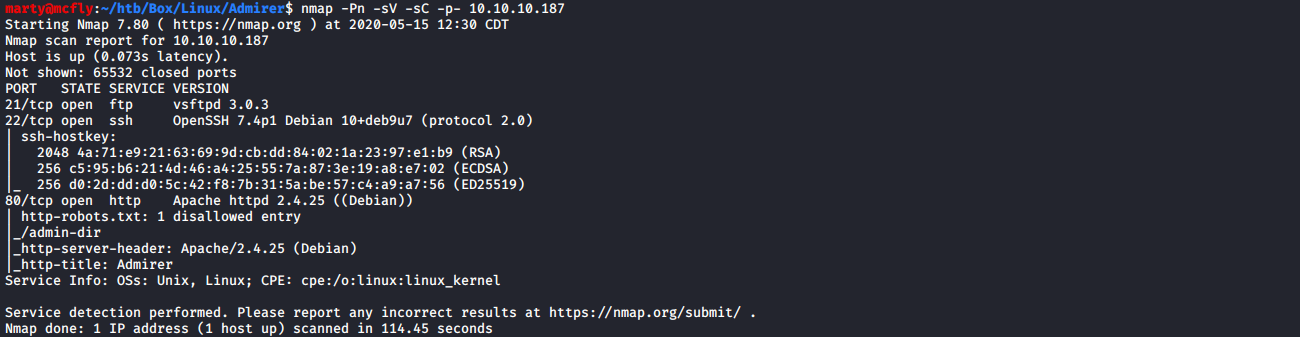 marty@mcfly:~/htb/Box/Linux/Admirer$ nmap -Pn -sV -sC -p- 10.10.10.187
Starting Nmap 7.80 ( https://nmap.org ) at 2020-05-15 12:30 CDT
Nmap scan report for 10.10.10.187
Host is up (0.073s latency).
Not shown: 65532 closed ports
PORT   STATE SERVICE VERSION
21/tcp open  ftp     vsftpd 3.0.3
22/tcp open  ssh     OpenSSH 7.4p1 Debian 10+deb9u7 (protocol 2.0)
| ssh-hostkey:
|   2048 4a:71:e9:21:63:69:9d:cb:dd:84:02:1a:23:97:e1:b9 (RSA)
|   256 c5:95:b6:21:4d:46:a4:25:55:7a:87:3e:19:a8:e7:02 (ECDSA)
|_  256 d0:2d:dd:d0:5c:42:f8:7b:31:5a:be:57:c4:a9:a7:56 (ED25519)
80/tcp open  http    Apache httpd 2.4.25 ((Debian))
| http-robots.txt: 1 disallowed entry
|_/admin-dir
|_http-server-header: Apache/2.4.25 (Debian)
|_http-title: Admirer
Service Info: OSs: Unix, Linux; CPE: cpe:/o:linux:linux_kernel

Service detection performed. Please report any incorrect results at https://nmap.org/submit/ .
Nmap done: 1 IP address (1 host up) scanned in 114.45 seconds